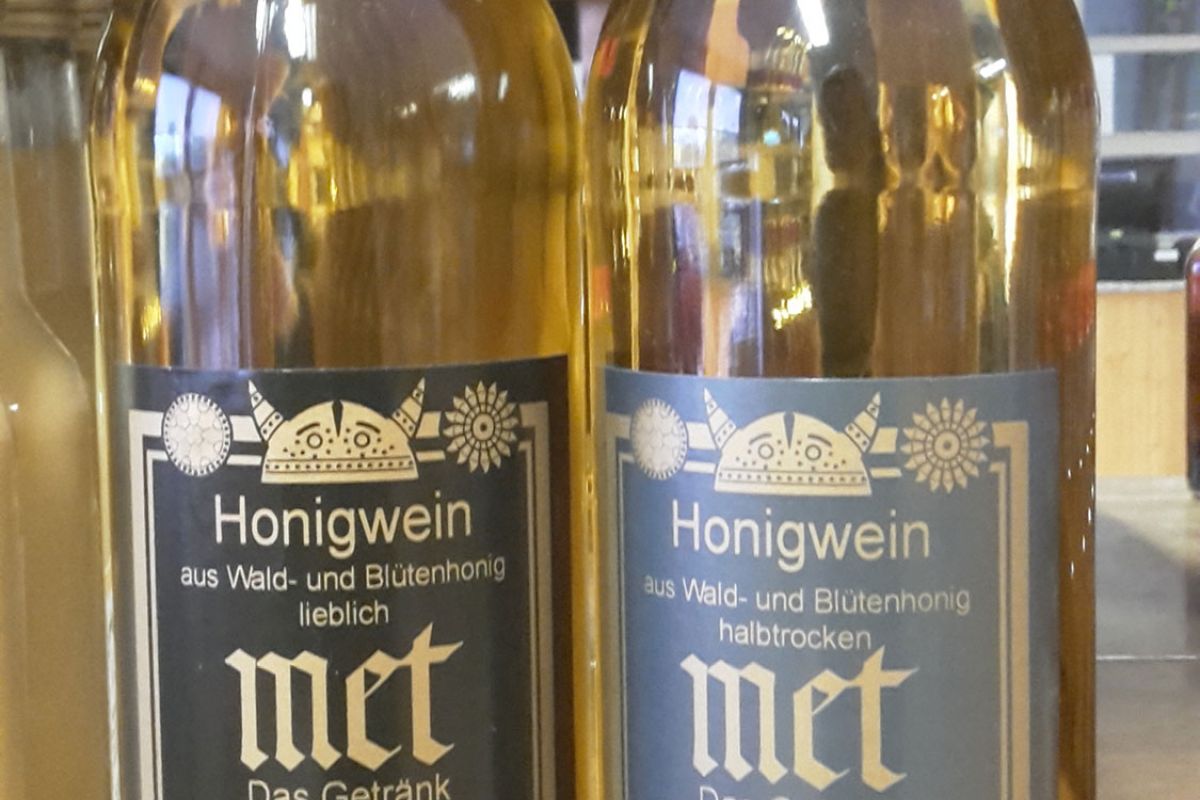 Honigwein
aus Wald- und Blütenhonig
lieblich
met
Das Getränk
Honigwein
aus Wald- und Blütenhonig
halbtrocken
met